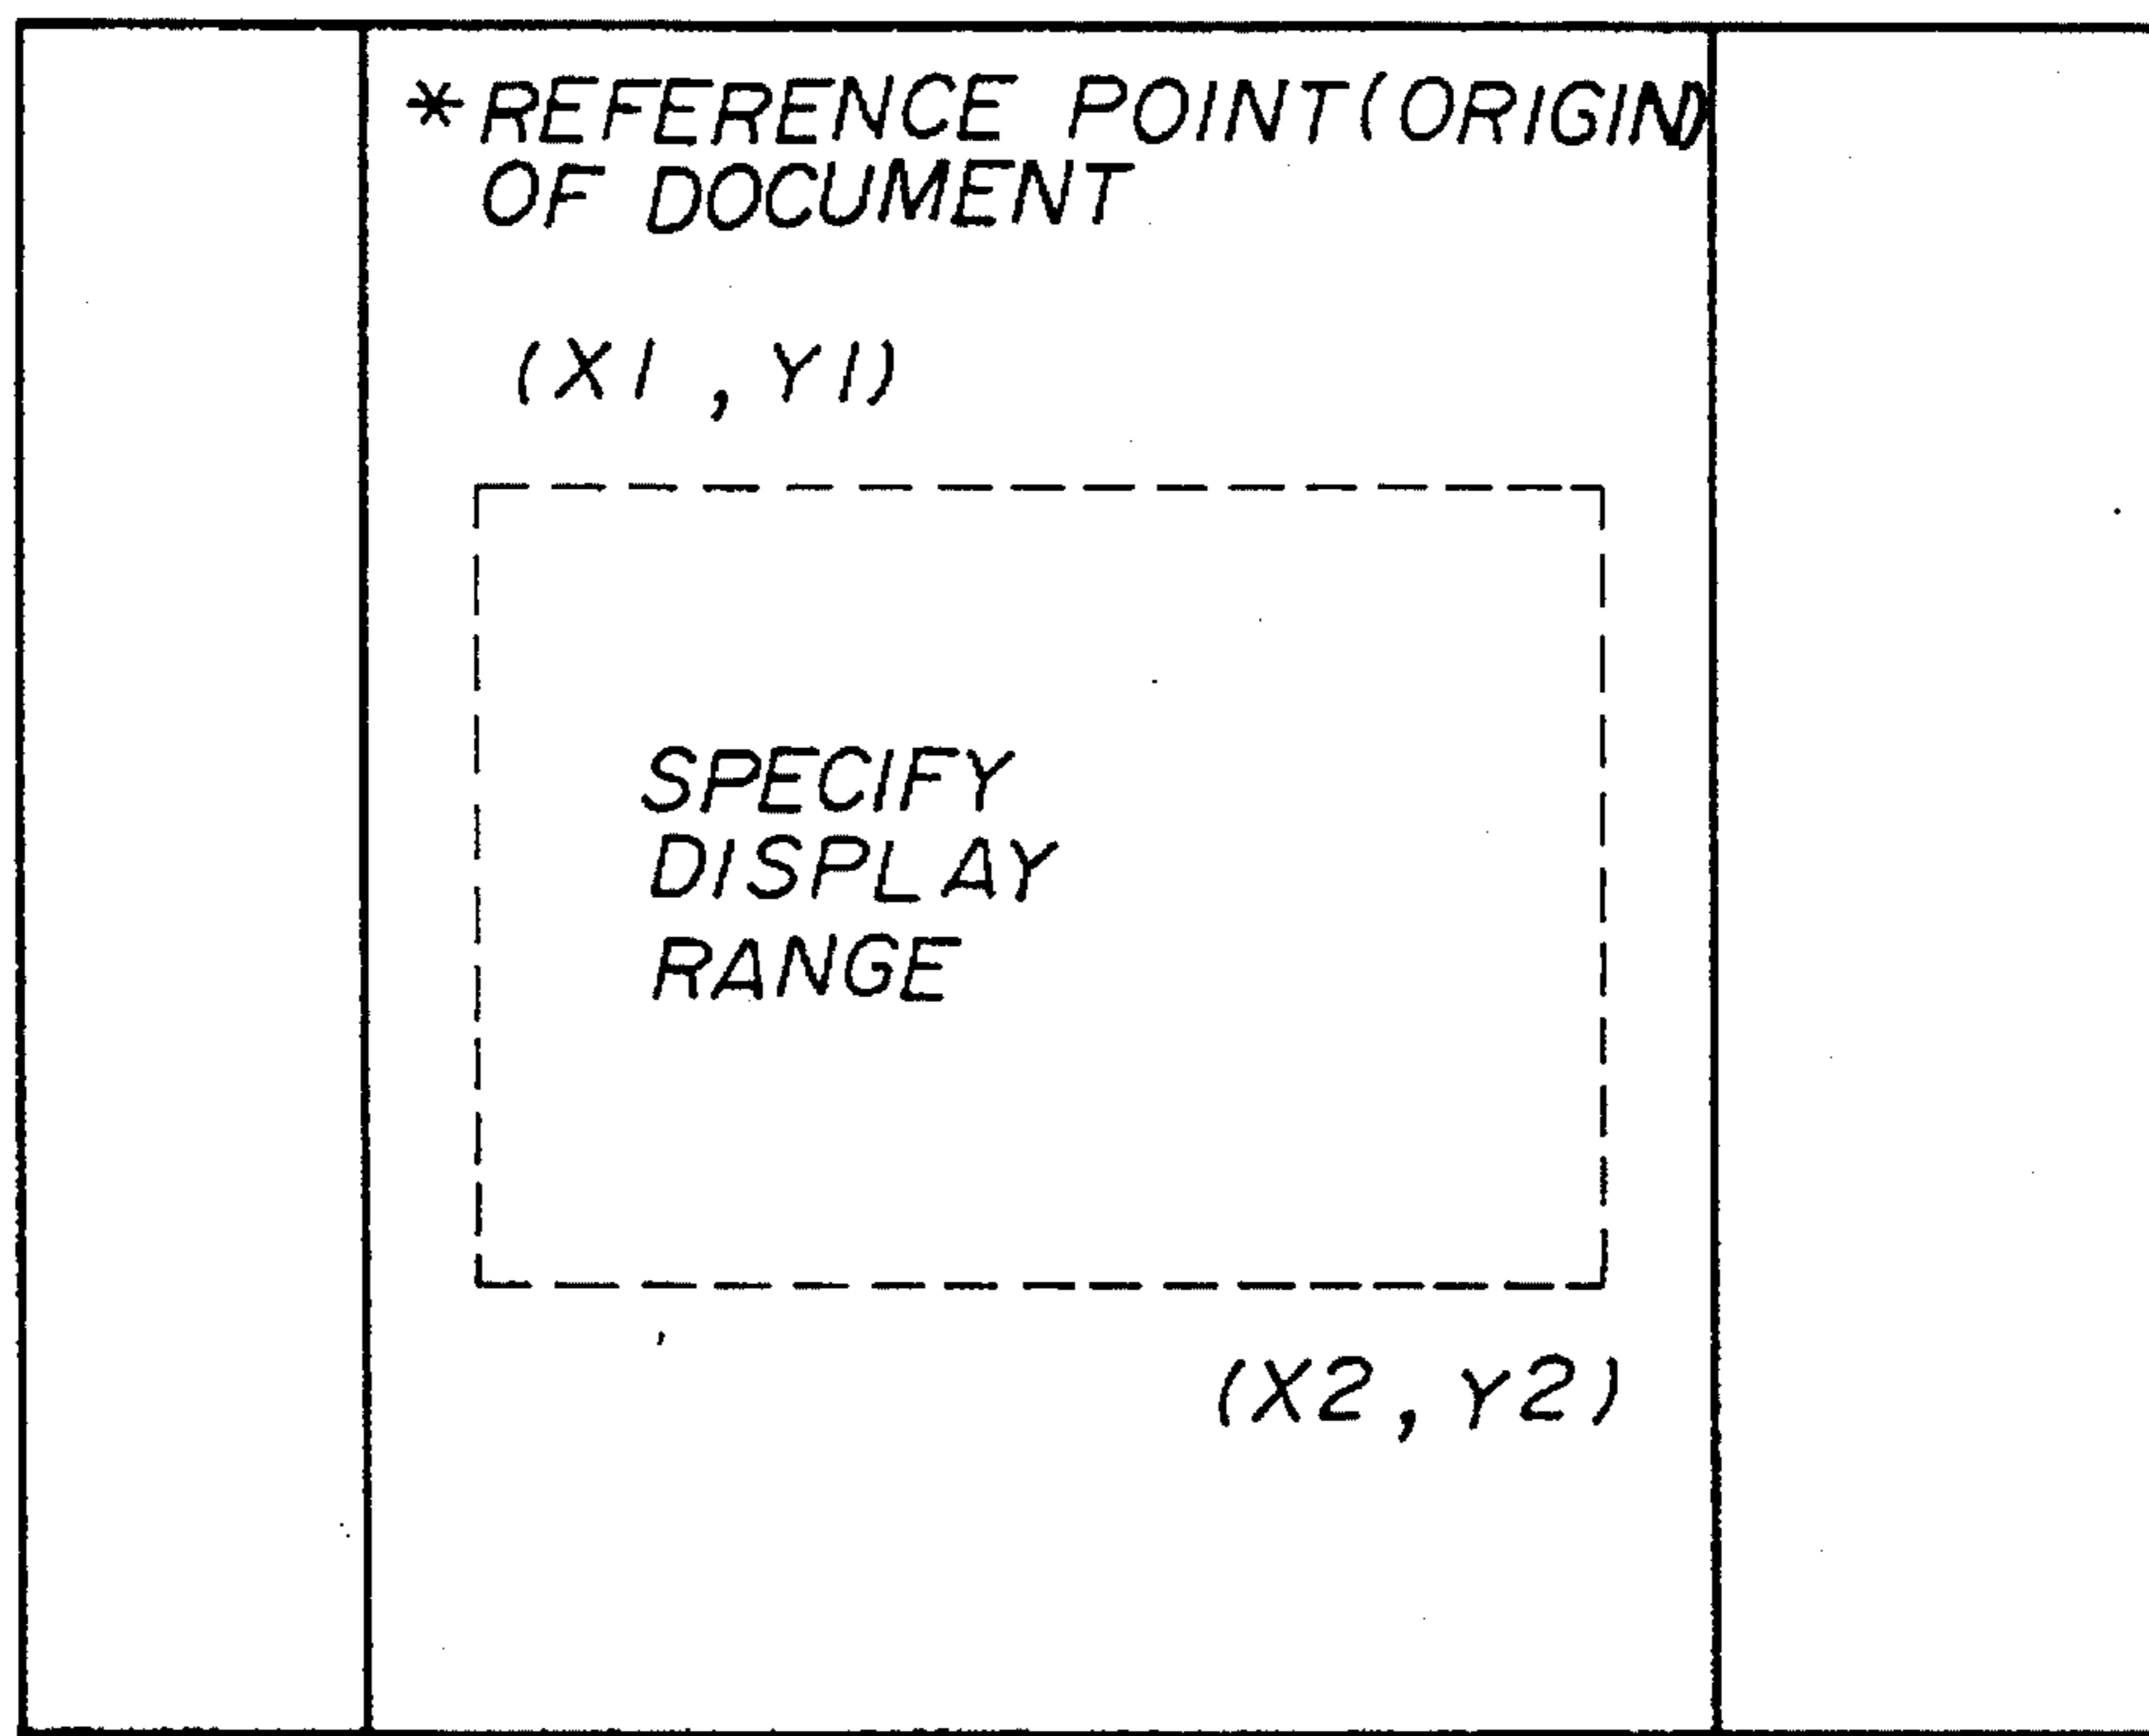 *REFERENCE POINT(ORIGIN)
OF DOCUMENT
(X1 ,Y1)
SPECIFY
DISPLAY
RANGE
(X2,Y2)